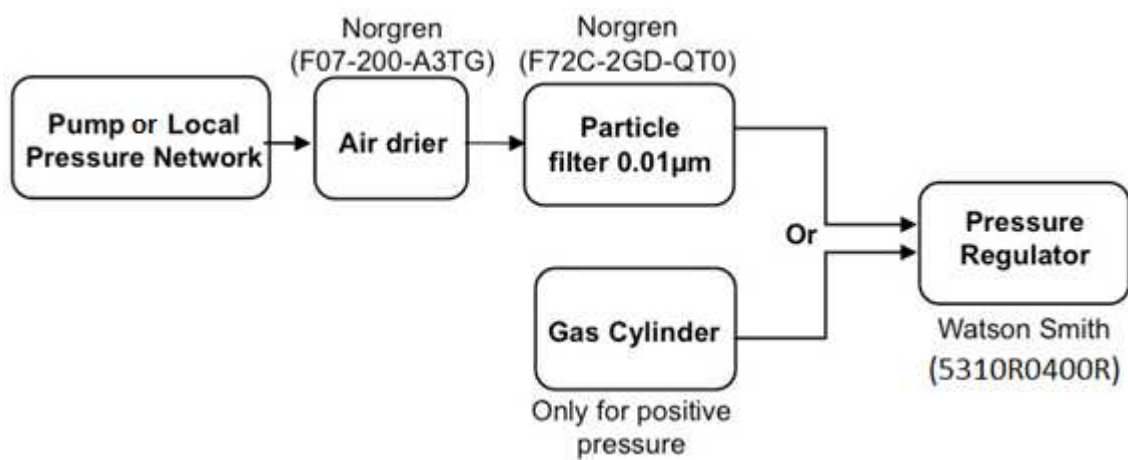 Norgren
(F07-200-A3TG)
Norgren
(F72C-2GD-QT0)
Pump or Local
Pressure Network
Air drier
Particle
filter 0.01µm
Or
Pressure
Regulator
Gas Cylinder
Watson Smith
(5310R0400R)
Only for positive
pressure